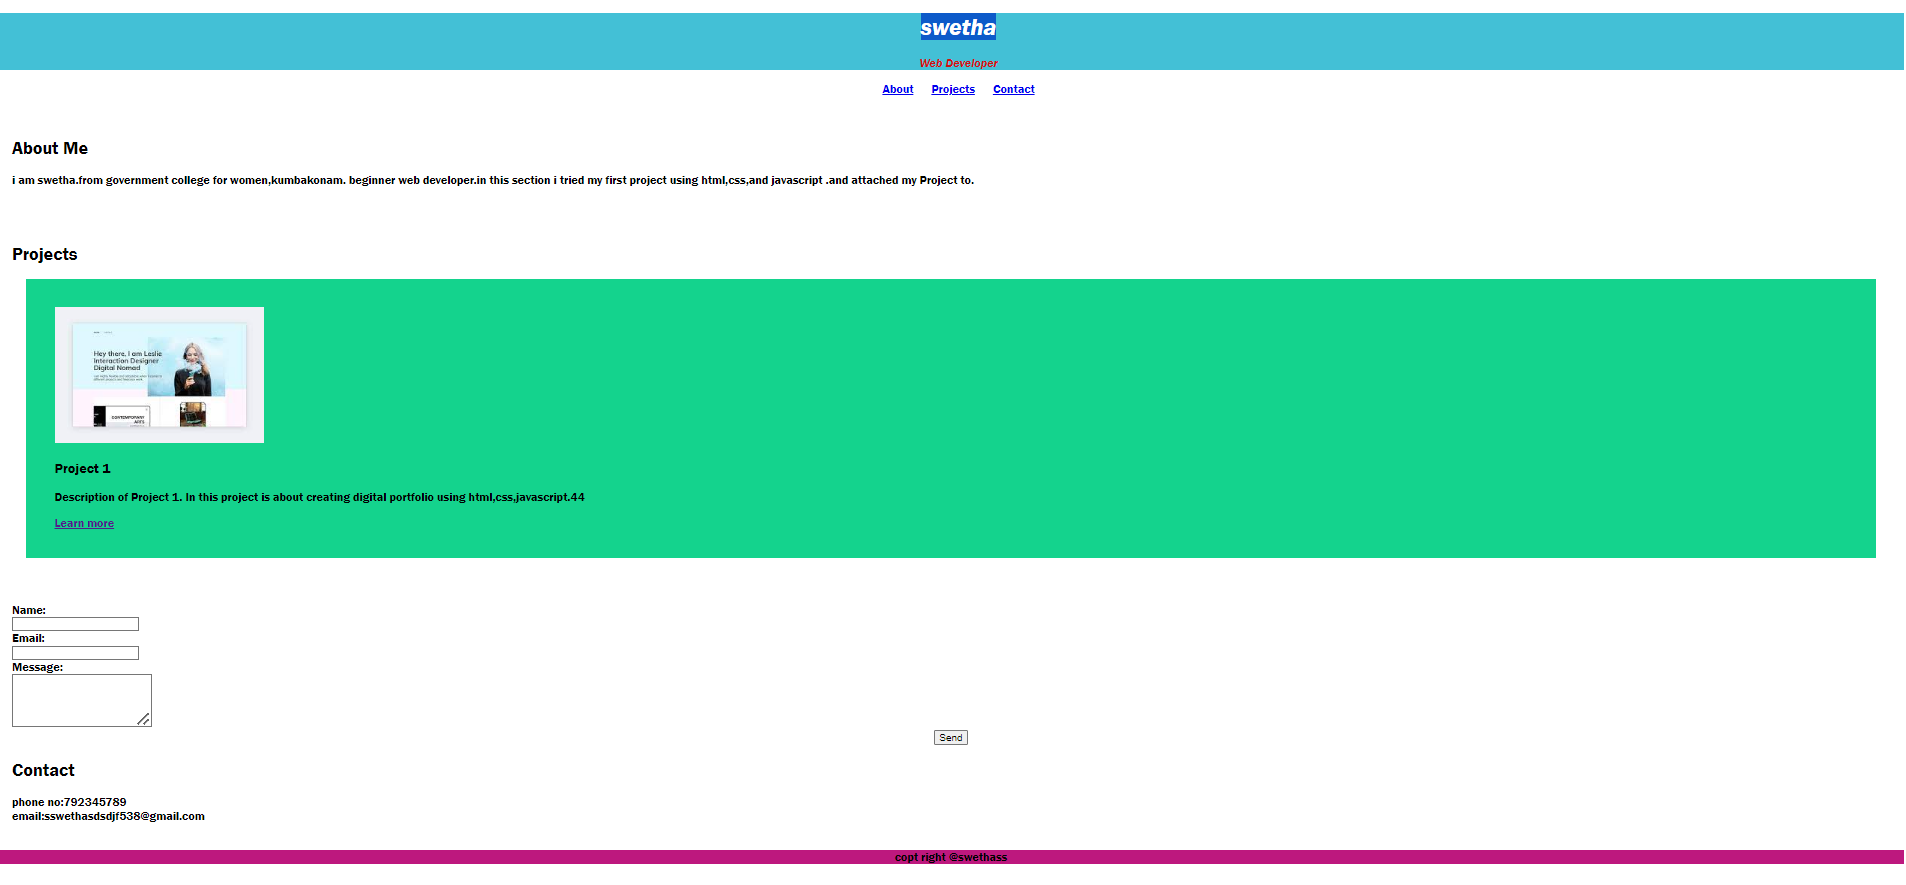 swetha
Web Developer
About Projects Contact
About Me
i am swetha.from government college for women,kumbakonam. beginner web developer.in this section i tried my first project using html,css,and javascript .and attached my Project to.
Projects
Hey there, I am Leslie
Interaction Designer
Digital Nomad
CONTEMPORARY
ARTS
Project 1
Description of Project 1. In this project is about creating digital portfolio using html,css,javascript.44
Learn more
Name:
Email:
Message:
Send
Contact
phone no:792345789
email:sswethasdsdjf538@gmail.com
copt right @swethass